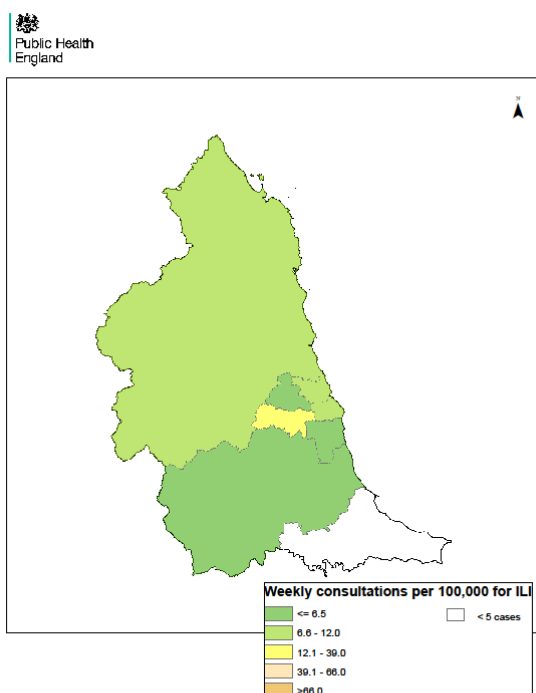 Public Health
England
N
Weekly consultations per 100,000 for ILI
<= 6.5
< 5 cases
6.6 - 12.0
12.1 - 39.0
39.1 - 66.0
>66.0